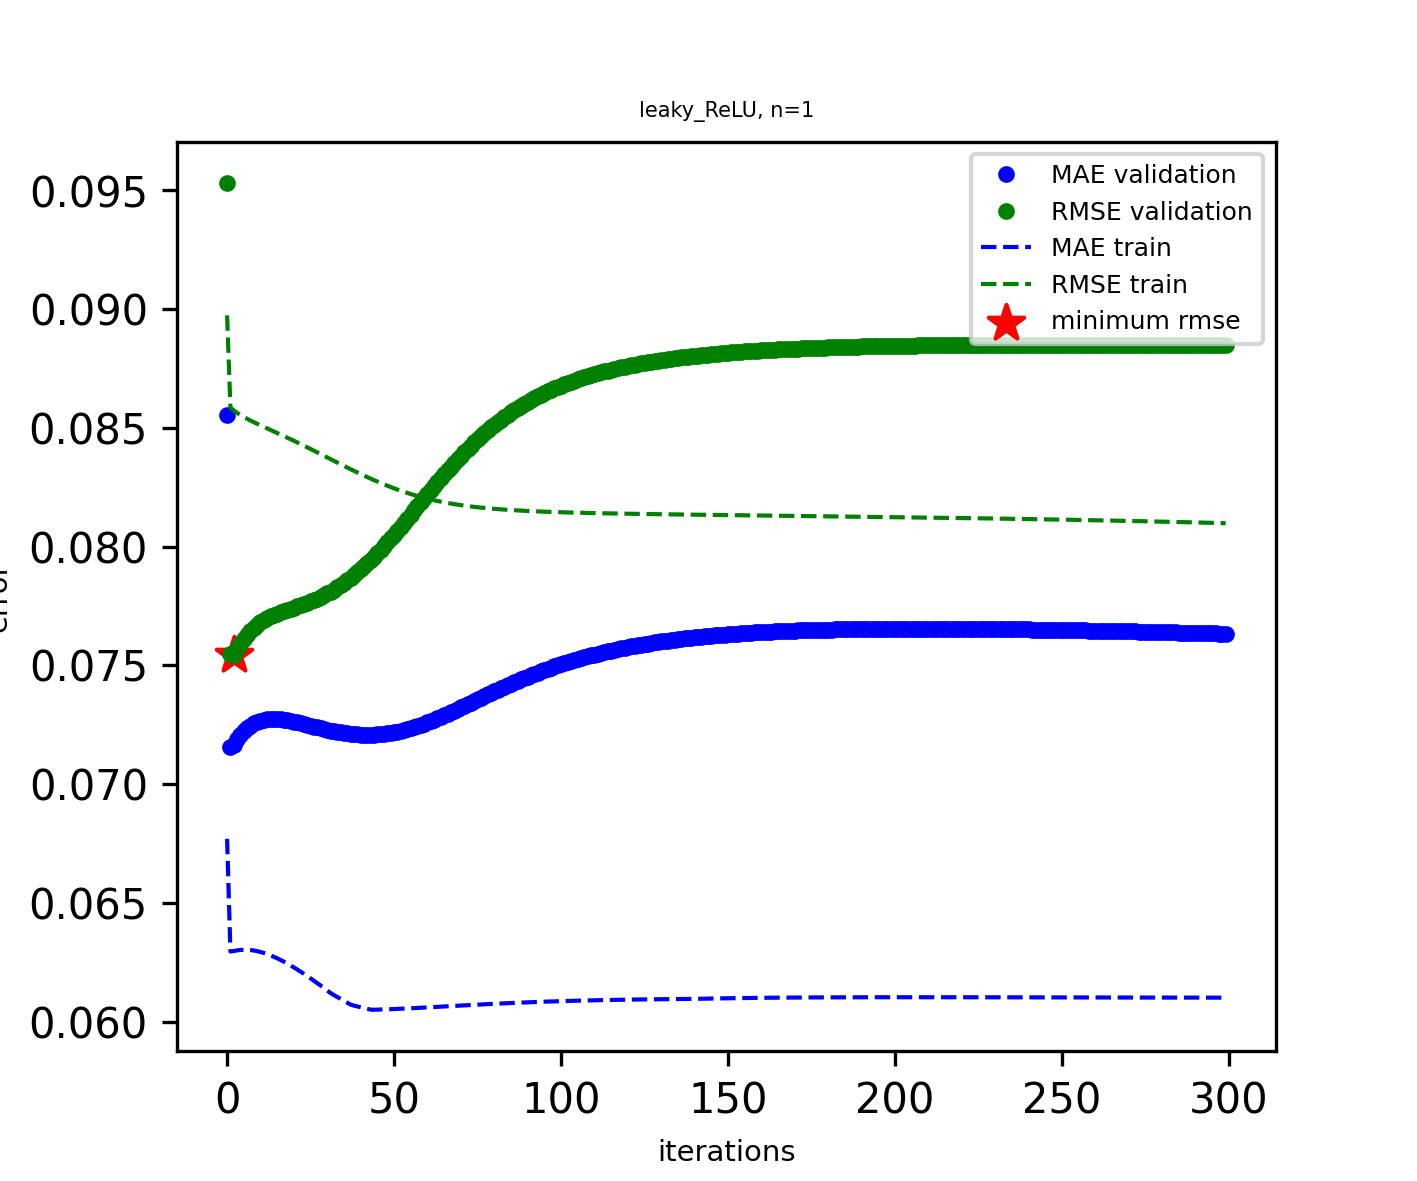 leaky_ReLU, n=1
MAE validation
RMSE validation
MAE train
RMSE train
minimum rmse
0.095
0.090
0.085
0.080
0.075
0.070
0.065
0.060
0 50 100 150 200 250 300
iterations